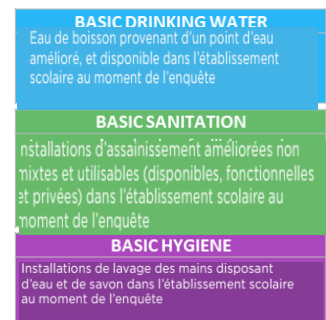 BASIC DRINKING WATER
Eau de boisson provenant d'un point d'eau
amélioré, et disponible dans l'établissement
scolaire au moment de l'enquête
BASIC SANITATION
nstallations d'assainissement améliorées non
mixtes et utilisables (disponibles, fonctionnelles
et privées) dans l'établissement scolaire au
moment de l'enquête
BASIC HYGIENE
Installations de lavage des mains disposant
d'eau et de savon dans l'établissement scolaire
au moment de l'enquête